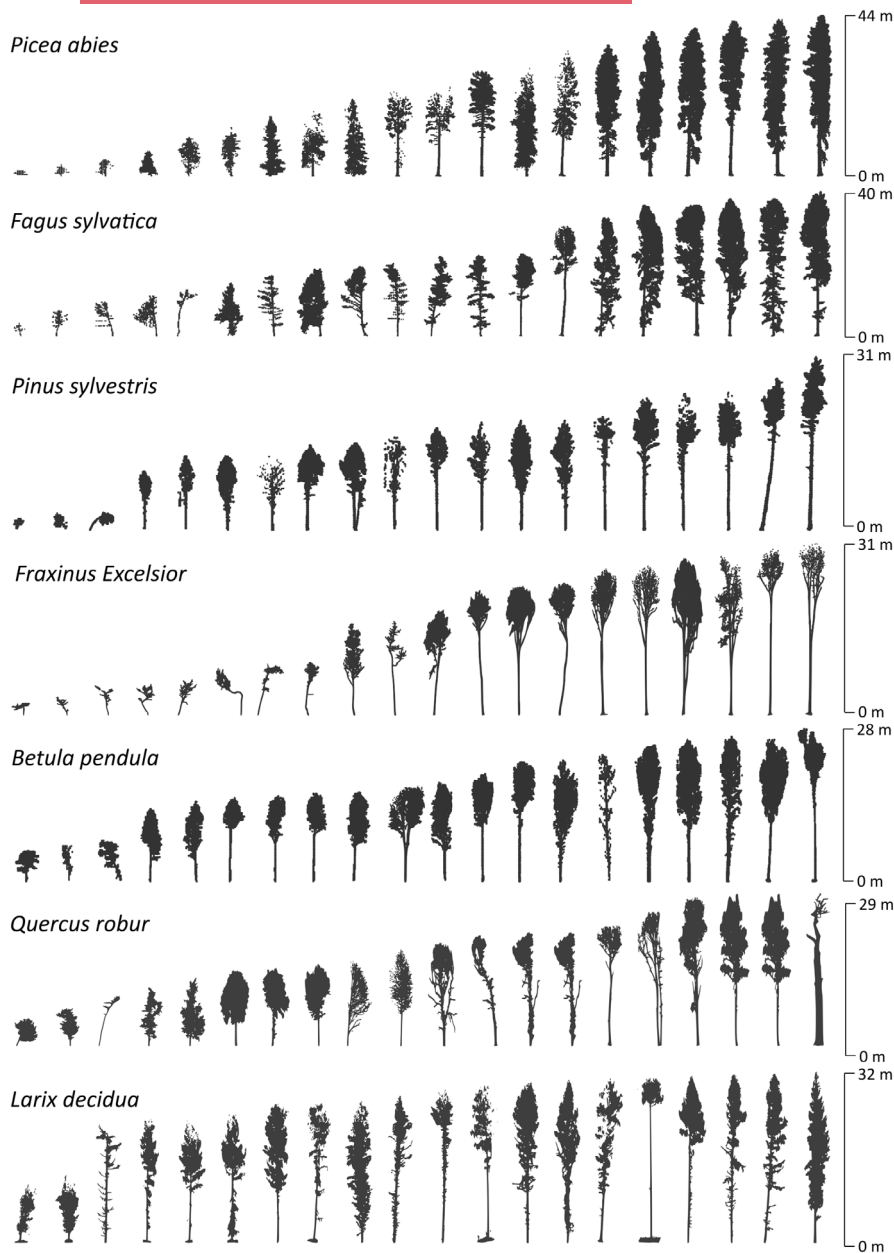 Picea abies
44 m
0 m
Fagus sylvatica
40 m
0 m
Pinus sylvestris
31 m
0 m
Fraxinus Excelsior
31 m
0 m
Betula pendula
28 m
0 m
Quercus robur
29 m
0 m
Larix decidua
32 m
0 m